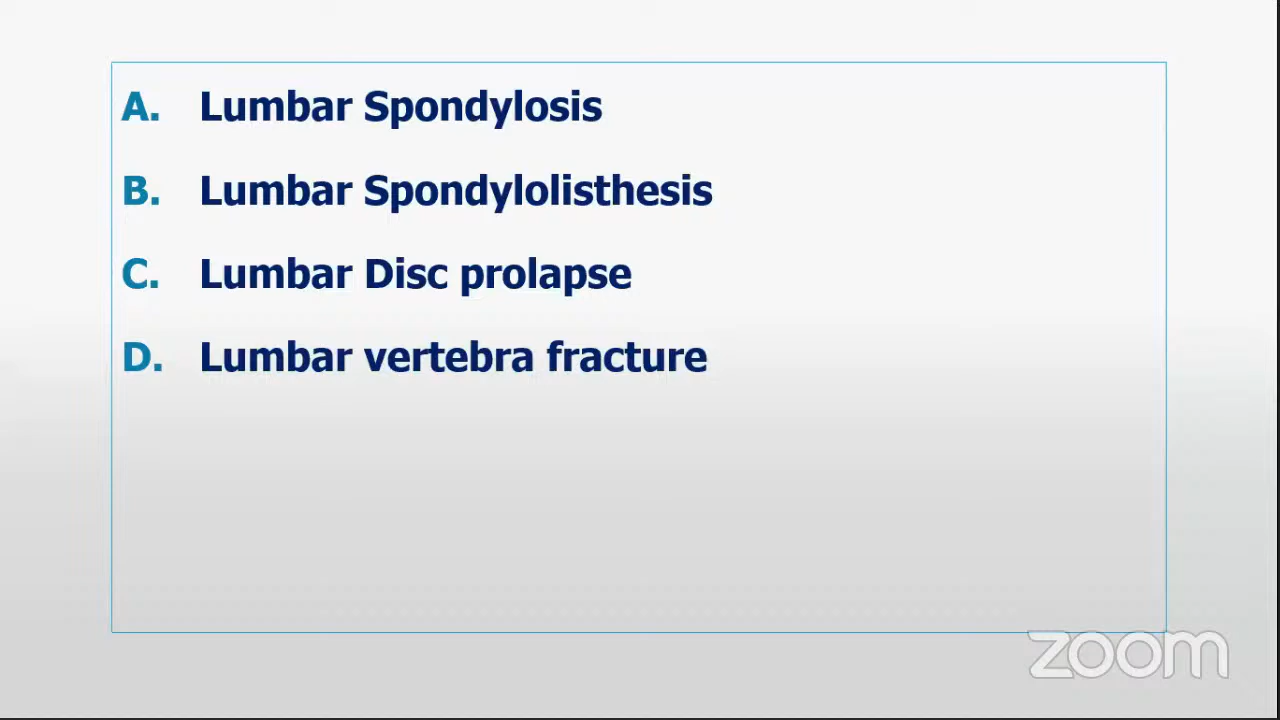 A. Lumbar Spondylosis
B. Lumbar Spondylolisthesis
C. Lumbar Disc prolapse
D. Lumbar vertebra fracture
zoom